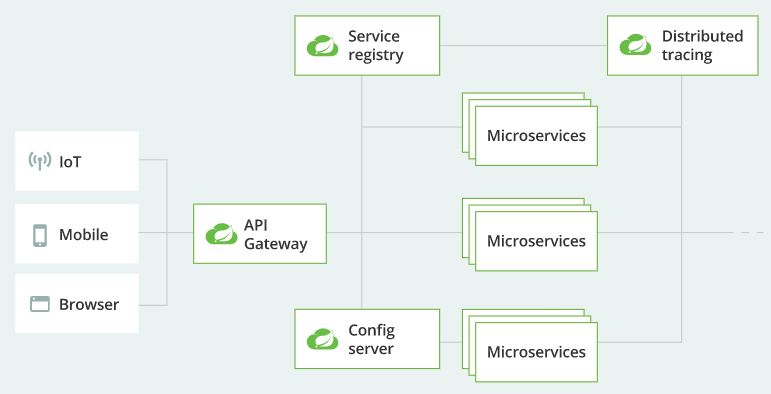 Service
registry
Distributed
tracing
Microservices
IoT
Mobile
API
Gateway
Microservices
Browser
Config
server
Microservices